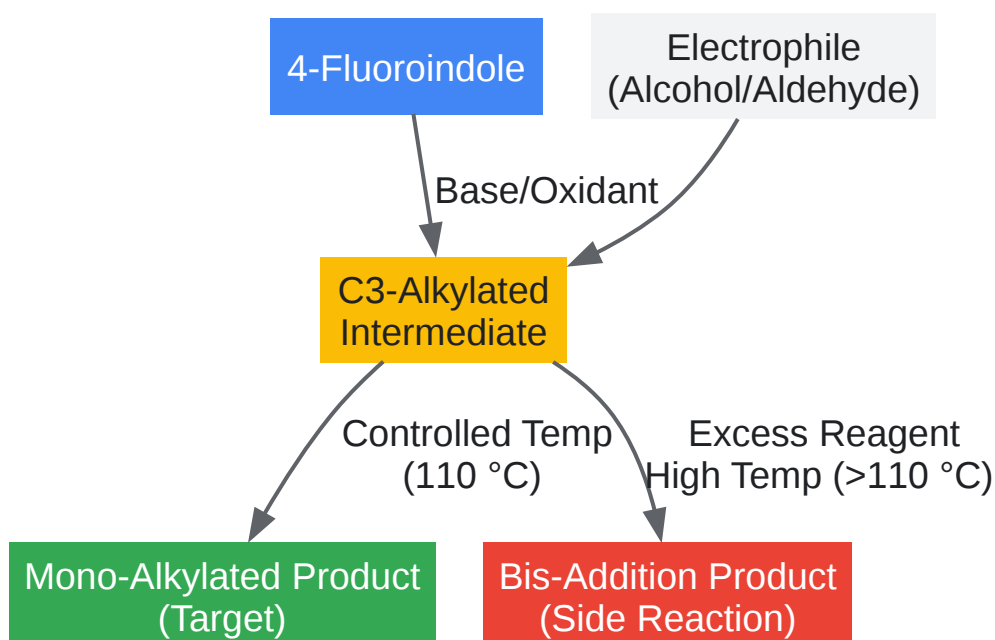 4-Fluoroindole
Electrophile
(Alcohol/Aldehyde)
Base/Oxidant
C3-Alkylated
Intermediate
Controlled Temp
(110 °C)
Excess Reagent
High Temp (>110 °C)
Mono-Alkylated Product
(Target)
Bis-Addition Product
(Side Reaction)